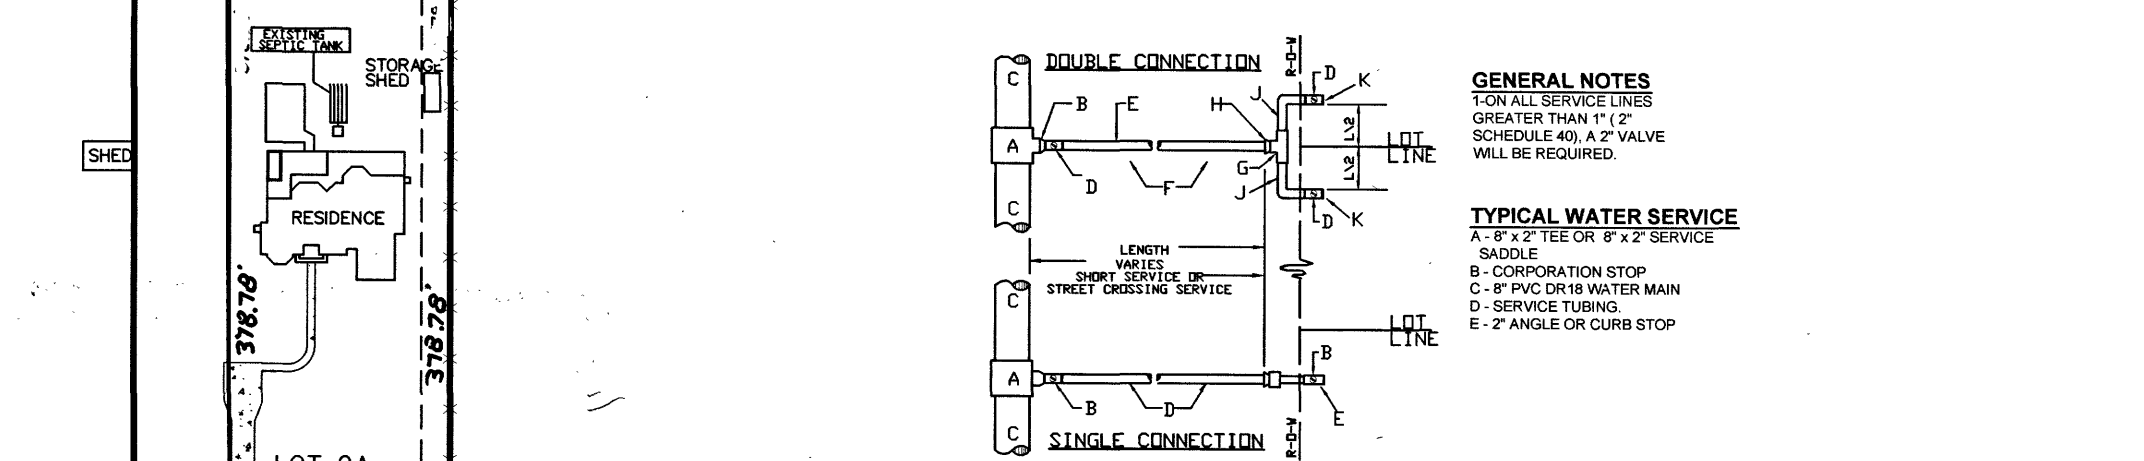 EXISTING
SEPTIC TANK
STORAGE
SHED
SHED
RESIDENCE
378.78'
378.78'
DOUBLE CONNECTION
C
A
C
B
E
D
F
H
G
J
J
D
K
D
K
R-O-W
L\2
L\2
LOT
LINE
LENGTH
VARIES
SHORT SERVICE OR
STREET CROSSING SERVICE
C
A
C
B
D
B
E
LOT
LINE
R-O-W
SINGLE CONNECTION
GENERAL NOTES
1-ON ALL SERVICE LINES
GREATER THAN 1" ( 2"
SCHEDULE 40), A 2" VALVE
WILL BE REQUIRED.
TYPICAL WATER SERVICE
A - 8" x 2" TEE OR 8" x 2" SERVICE
SADDLE
B - CORPORATION STOP
C - 8" PVC DR18 WATER MAIN
D - SERVICE TUBING.
E - 2" ANGLE OR CURB STOP